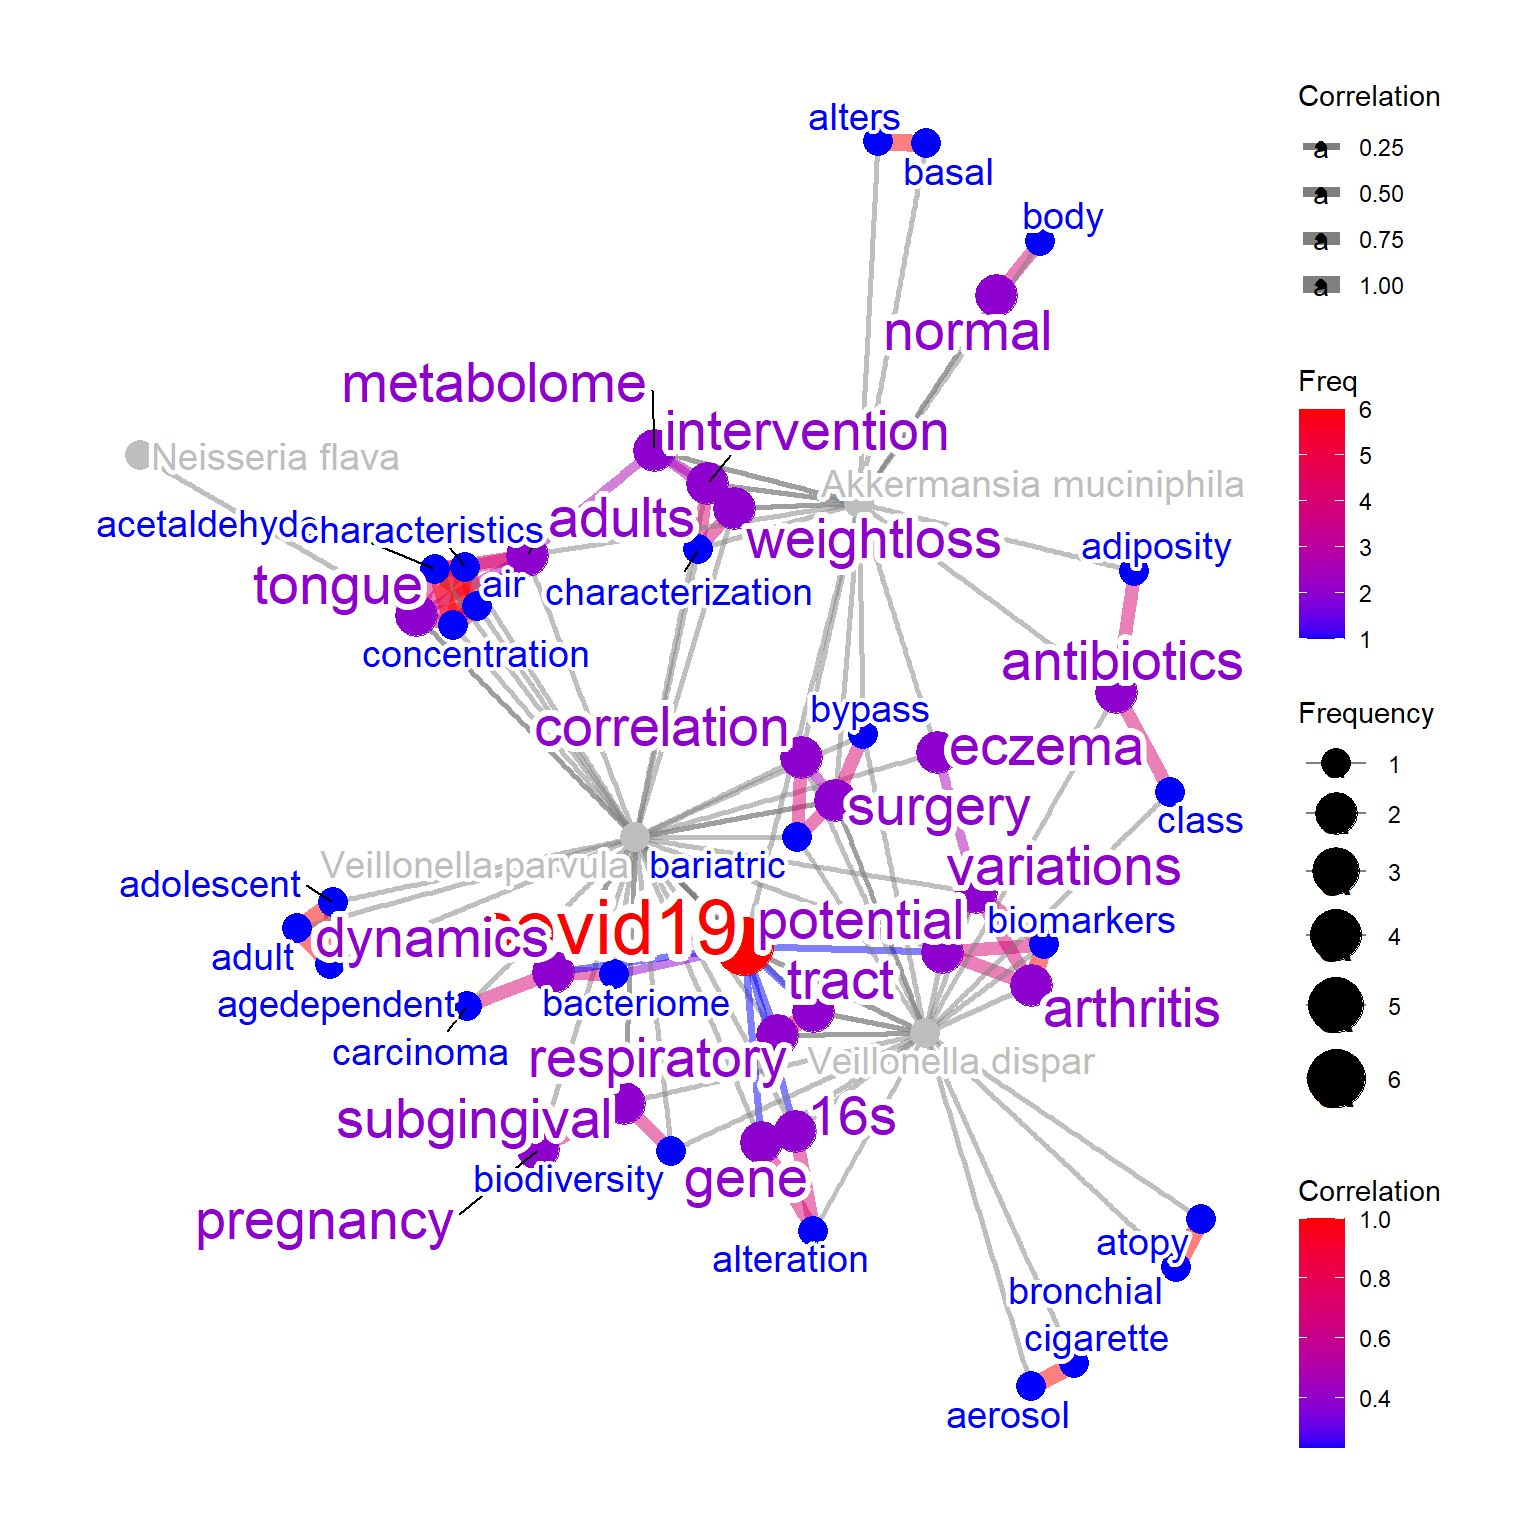 alters
basal
body
normal
metabolome
intervention
Neisseria flava
Akkermansia muciniphila
acetaldehyd
characteristics
adults
weightloss
adiposity
tongue
air
characterization
concentration
antibiotics
correlation
bypass
eczema
surgery
class
Veillonella parvula
bariatric
variations
adolescent
covid19
potential
biomarkers
dynamics
adult
tract
agedependent
bacteriome
arthritis
carcinoma
respiratory
Veillonella dispar
subgingival
16s
biodiversity
gene
pregnancy
alteration
atopy
bronchial
cigarette
aerosol
Correlation
a 0.25
a 0.50
a 0.75
a 1.00
Freq
6
5
4
3
2
1
Frequency
1
2
3
4
5
6
Correlation
1.0
0.8
0.6
0.4